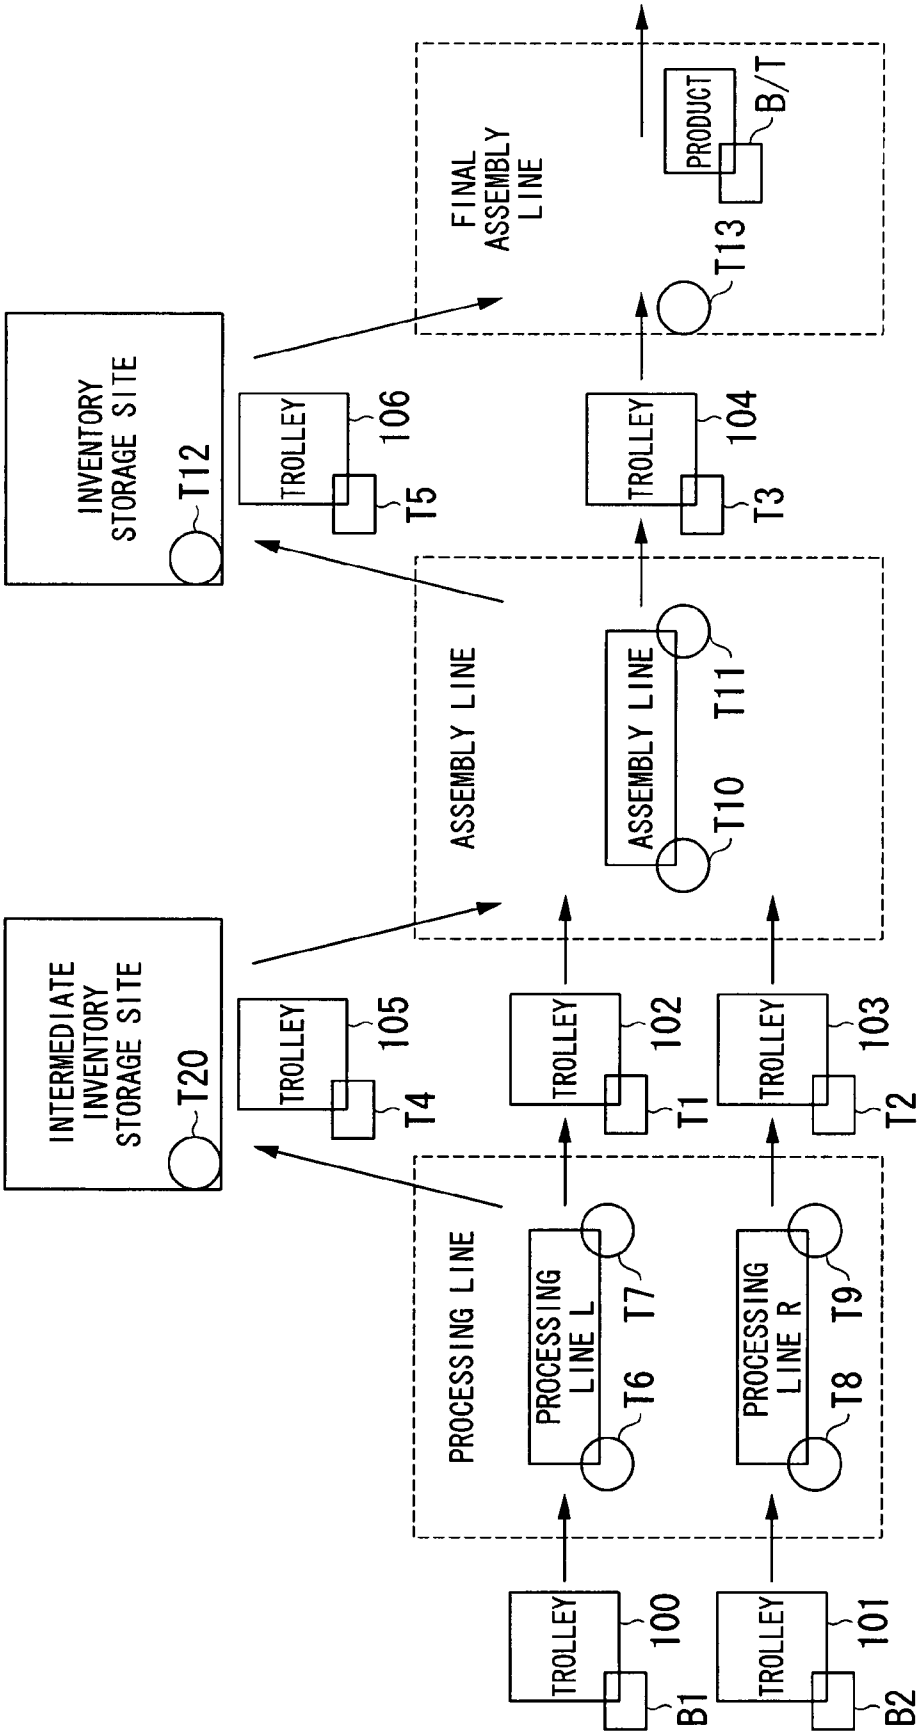 INTERMEDIATE
INVENTORY
STORAGE SITE
T20
INVENTORY
STORAGE SITE
T12
TROLLEY
105
T4
TROLLEY
106
T5
PROCESSING LINE
ASSEMBLY LINE
FINAL
ASSEMBLY
LINE
TROLLEY
100
B1
PROCESSING
LINE L
T6
T7
TROLLEY
102
T1
ASSEMBLY LINE
T10
T11
TROLLEY
104
T3
T13
PRODUCT
B/T
TROLLEY
101
B2
PROCESSING
LINE R
T8
T9
TROLLEY
103
T2